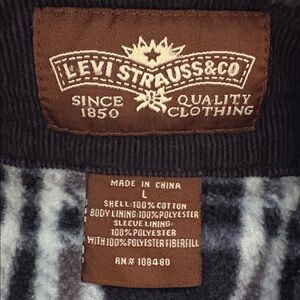 LEVI STRAUSS & CO
SINCE QUALITY
1850 CLOTHING
MADE IN CHINA
L
SHELL: 100% COTTON
BODY LINING: 100% POLYESTER
SLEEVE LINING:
100% POLYESTER
WITH 100% POLYESTER FIBERFILL
RN# 108480